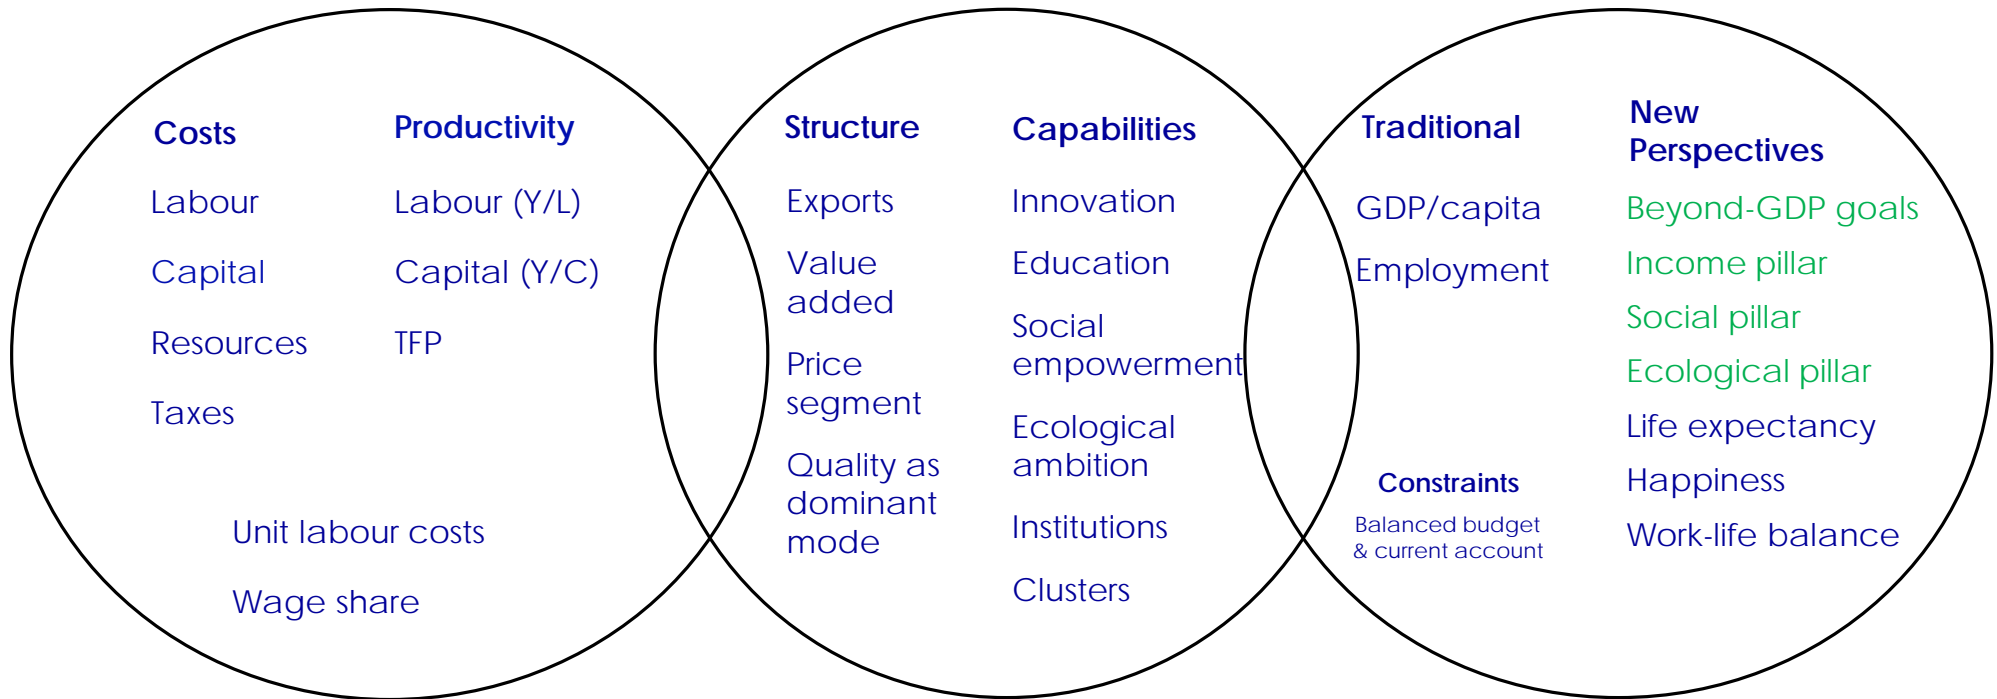 Costs
Labour
Capital
Resources
Taxes
Productivity
Labour (Y/L)
Capital (Y/C)
TFP
Unit labour costs
Wage share
Structure
Exports
Value
added
Price
segment
Quality as
dominant
mode
Capabilities
Innovation
Education
Social
empowerment
Ecological
ambition
Institutions
Clusters
Traditional
GDP/capita
Employment
Constraints
Balanced budget
& current account
New
Perspectives
Beyond-GDP goals
Income pillar
Social pillar
Ecological pillar
Life expectancy
Happiness
Work-life balance